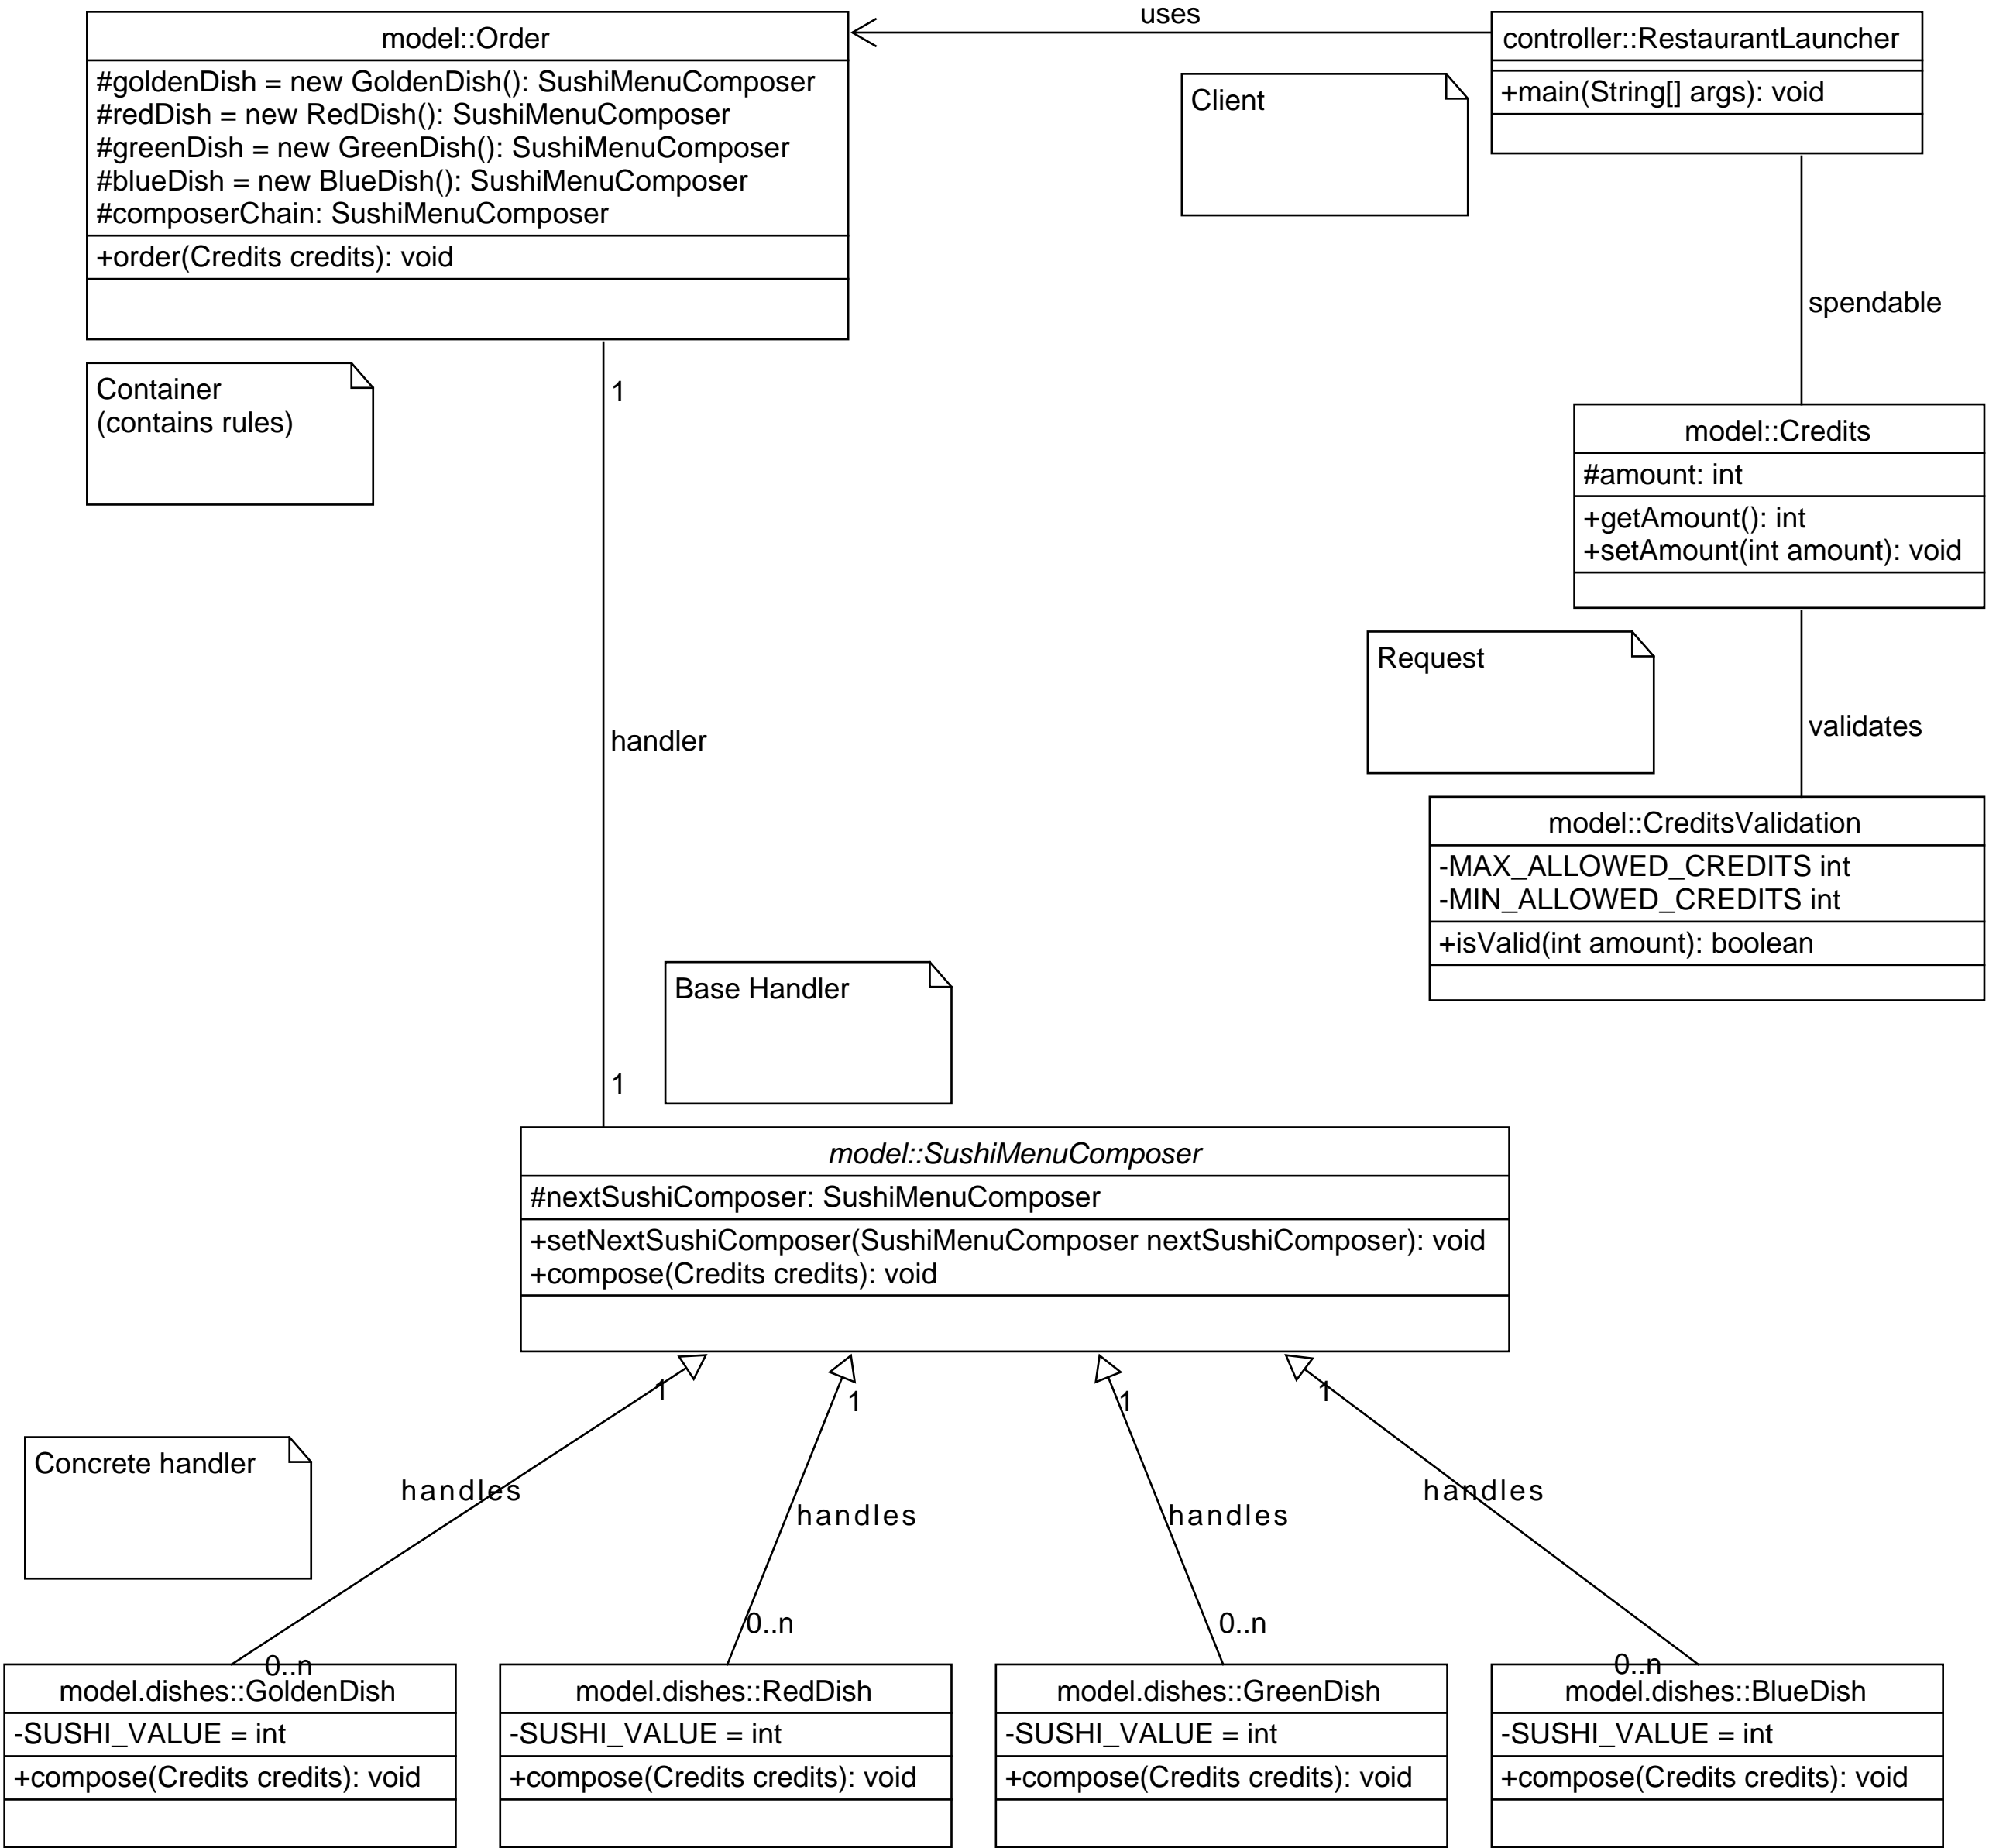 uses
model::Order
#goldenDish = new GoldenDish(): SushiMenuComposer
#redDish = new RedDish(): SushiMenuComposer
#greenDish = new GreenDish(): SushiMenuComposer
#blueDish = new BlueDish(): SushiMenuComposer
#composerChain: SushiMenuComposer
+order(Credits credits): void
controller::RestaurantLauncher
+main(String[] args): void
Client
spendable
Container
(contains rules)
1
model::Credits
#amount: int
+getAmount(): int
+setAmount(int amount): void
Request
validates
handler
model::CreditsValidation
-MAX_ALLOWED_CREDITS int
-MIN_ALLOWED_CREDITS int
+isValid(int amount): boolean
Base Handler
1
model::SushiMenuComposer
#nextSushiComposer: SushiMenuComposer
+setNextSushiComposer(SushiMenuComposer nextSushiComposer): void
+compose(Credits credits): void
1
1
1
1
Concrete handler
handles
handles
handles
handles
0..n
0..n
0..n
0..n
model.dishes::GoldenDish
-SUSHI_VALUE = int
+compose(Credits credits): void
model.dishes::RedDish
-SUSHI_VALUE = int
+compose(Credits credits): void
model.dishes::GreenDish
-SUSHI_VALUE = int
+compose(Credits credits): void
model.dishes::BlueDish
-SUSHI_VALUE = int
+compose(Credits credits): void